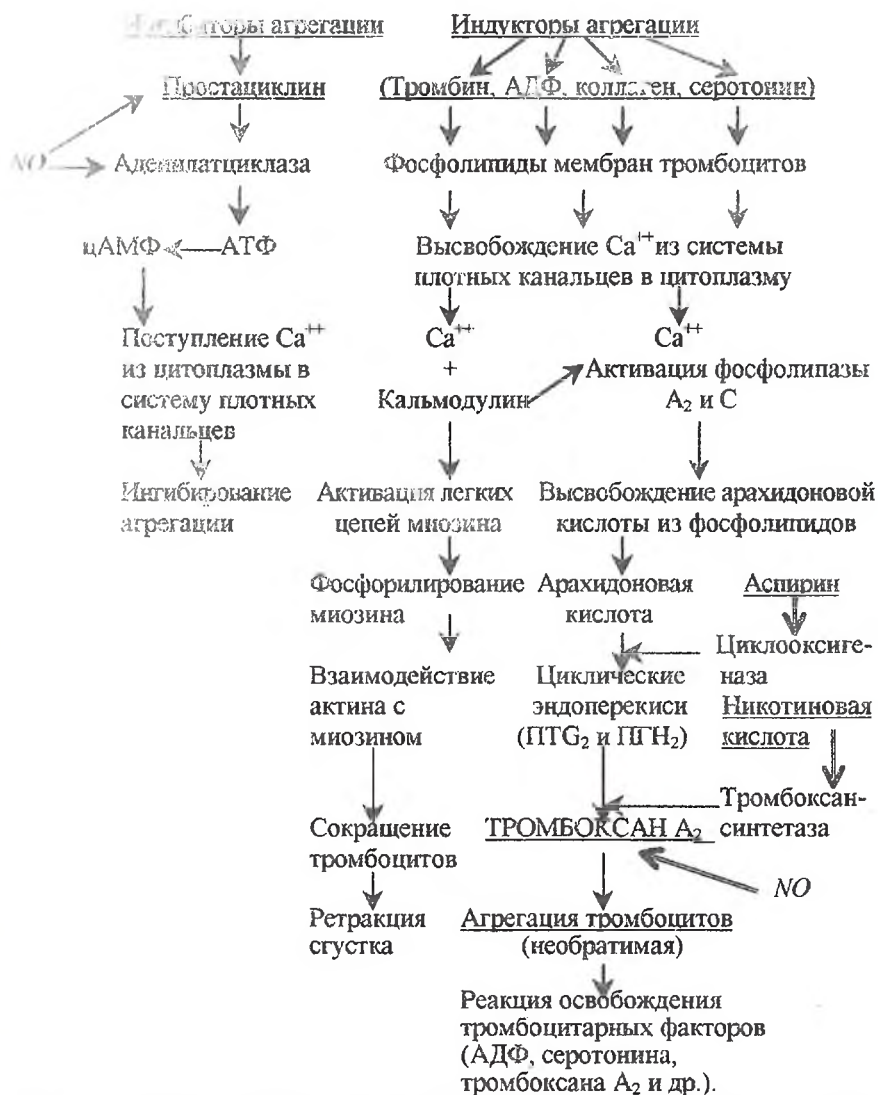 агрегации Индукторы агрегации
Простациклин (Тромбин, АДФ, коллаген, серотонин)
NO Аденилатциклаза Фосфолипиды мембран тромбоцитов
цАМФ АТФ Высвобождение Ca⁺⁺ из системы
плотных канальцев в цитоплазму
Поступление Ca⁺⁺
из цитоплазмы в
систему плотных
канальцев
Ca⁺⁺
+
Кальмодулин
Ca⁺⁺
Активация фосфолипазы
A₂ и C
Ингибирование
агрегации
Активация легких
цепей миозина
Высвобождение арахидоновой
кислоты из фосфолипидов
Фосфорилирование
миозина
Арахидоновая
кислота
Аспирин
Циклооксиге-
наза
Взаимодействие
актина с
миозином
Циклические
эндоперекиси
(ПТG₂ и ПГH₂)
Никотиновая
кислота
Тромбоксан-
синтетаза
Сокращение
тромбоцитов
ТРОМБОКСАН A₂
NO
Ретракция
сгустка
Агрегация тромбоцитов
(необратимая)
Реакция освобождения
тромбоцитарных факторов
(АДФ, серотонина,
тромбоксана A₂ и др.).